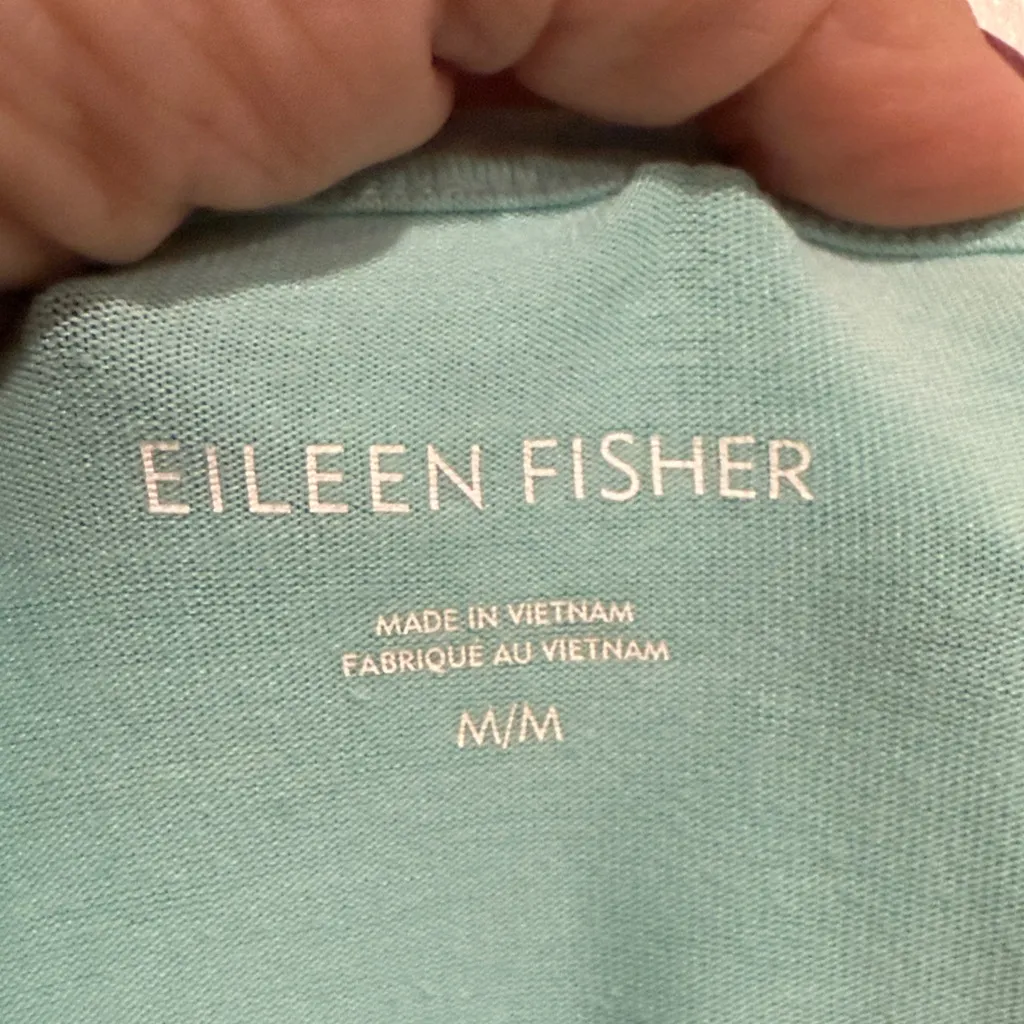 EILEEN FISHER
MADE IN VIETNAM
FABRIQUÉ AU VIETNAM
M/M